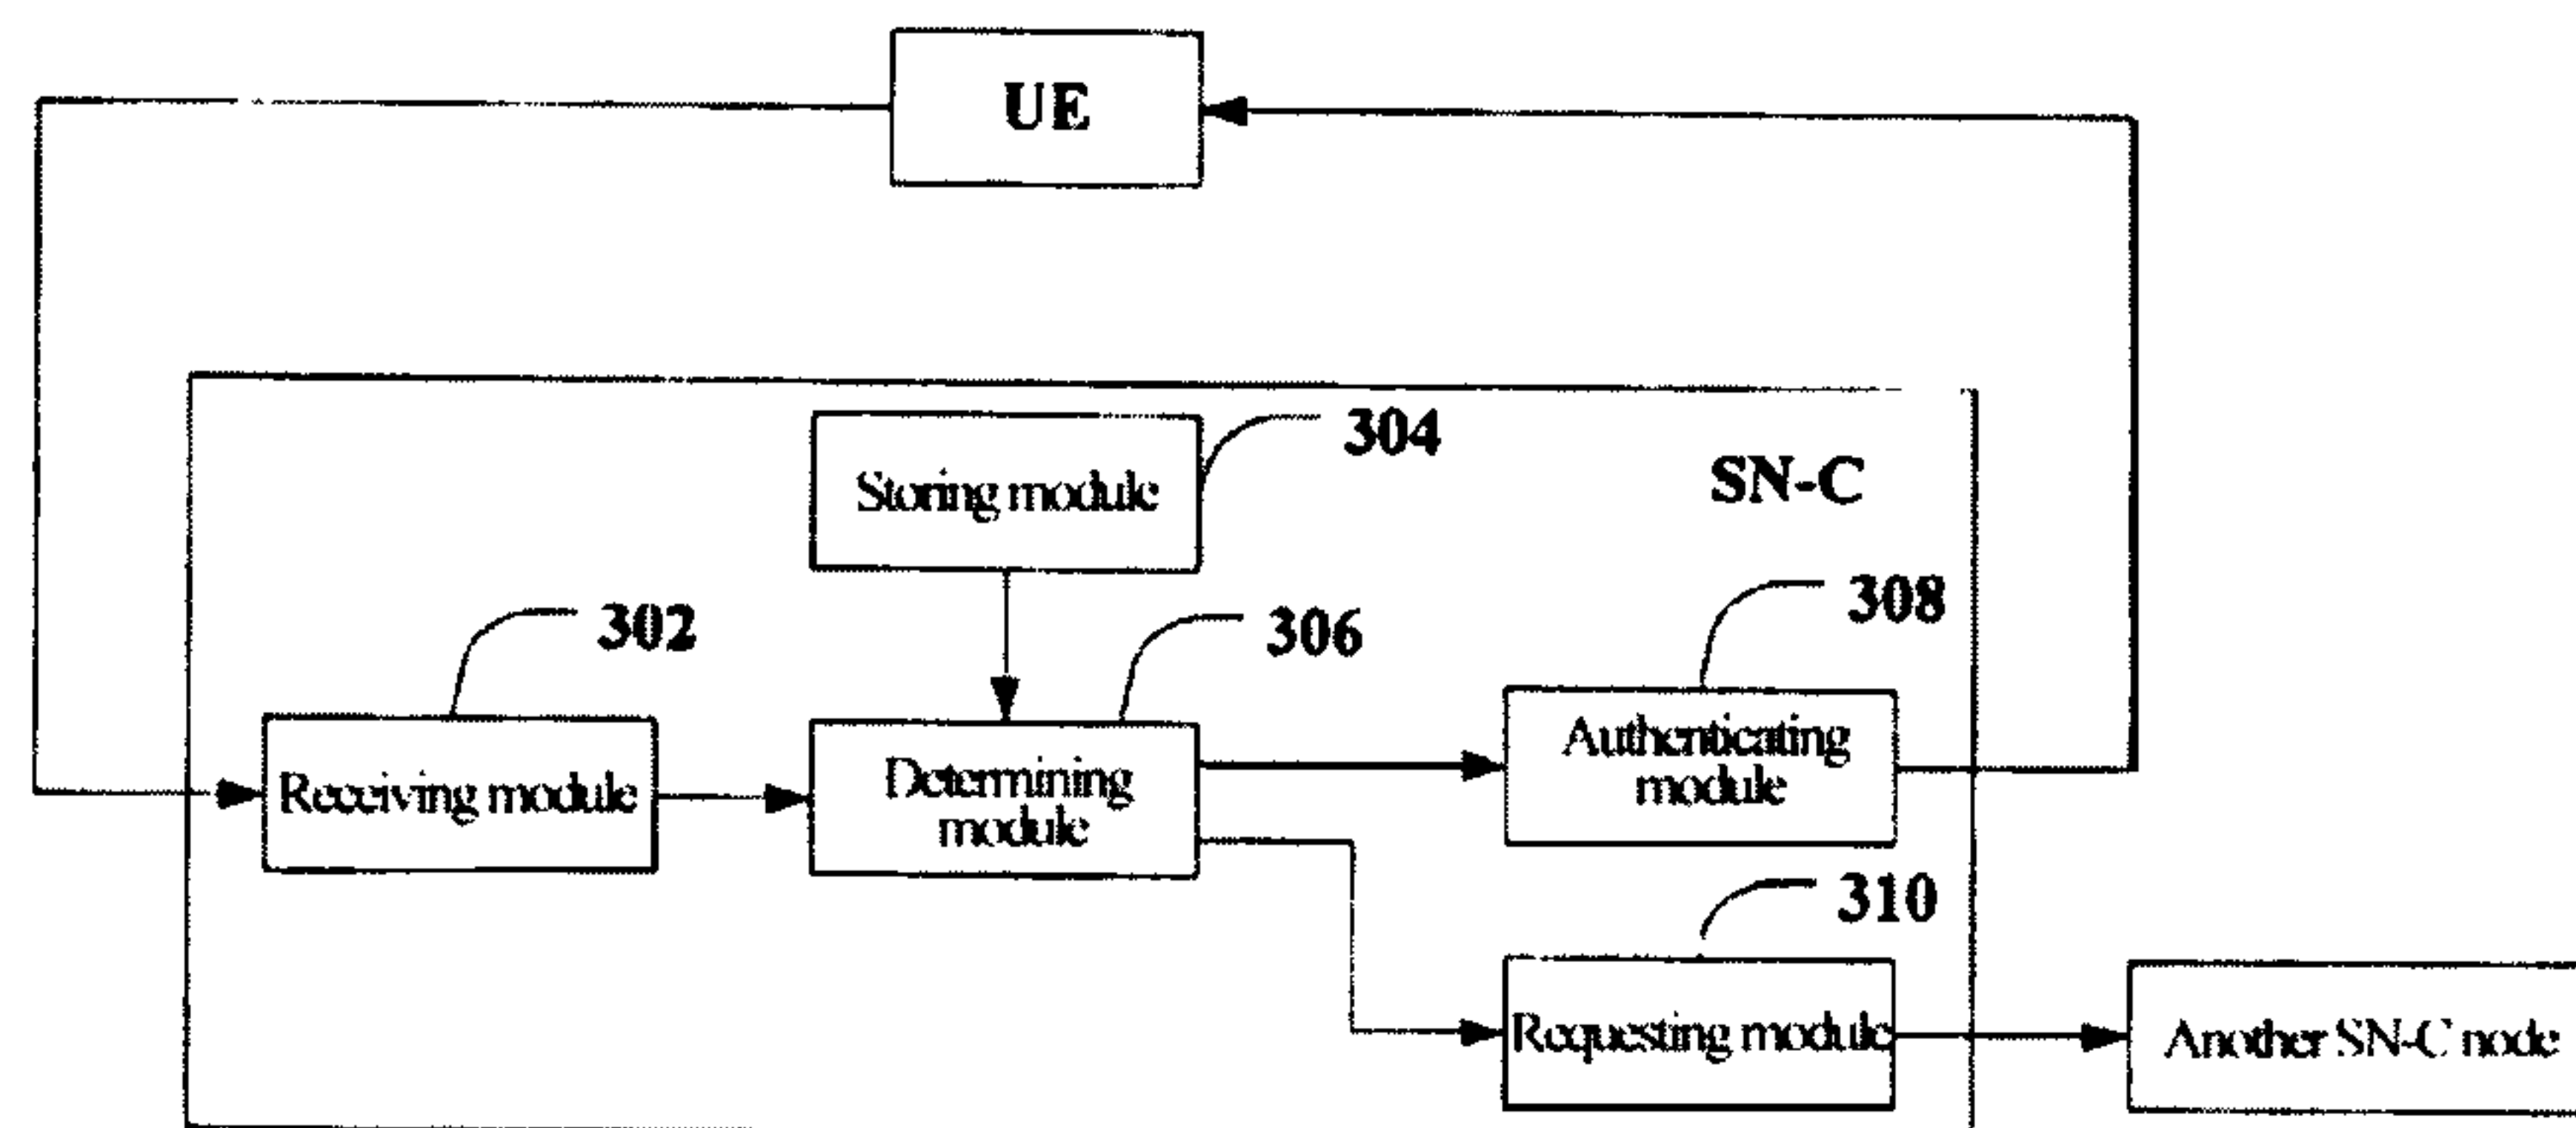 UE
304
Storing module
SN-C
302
306
308
Receiving module
Determining
module
Authenticating
module
310
Requesting module
Another SN-C node